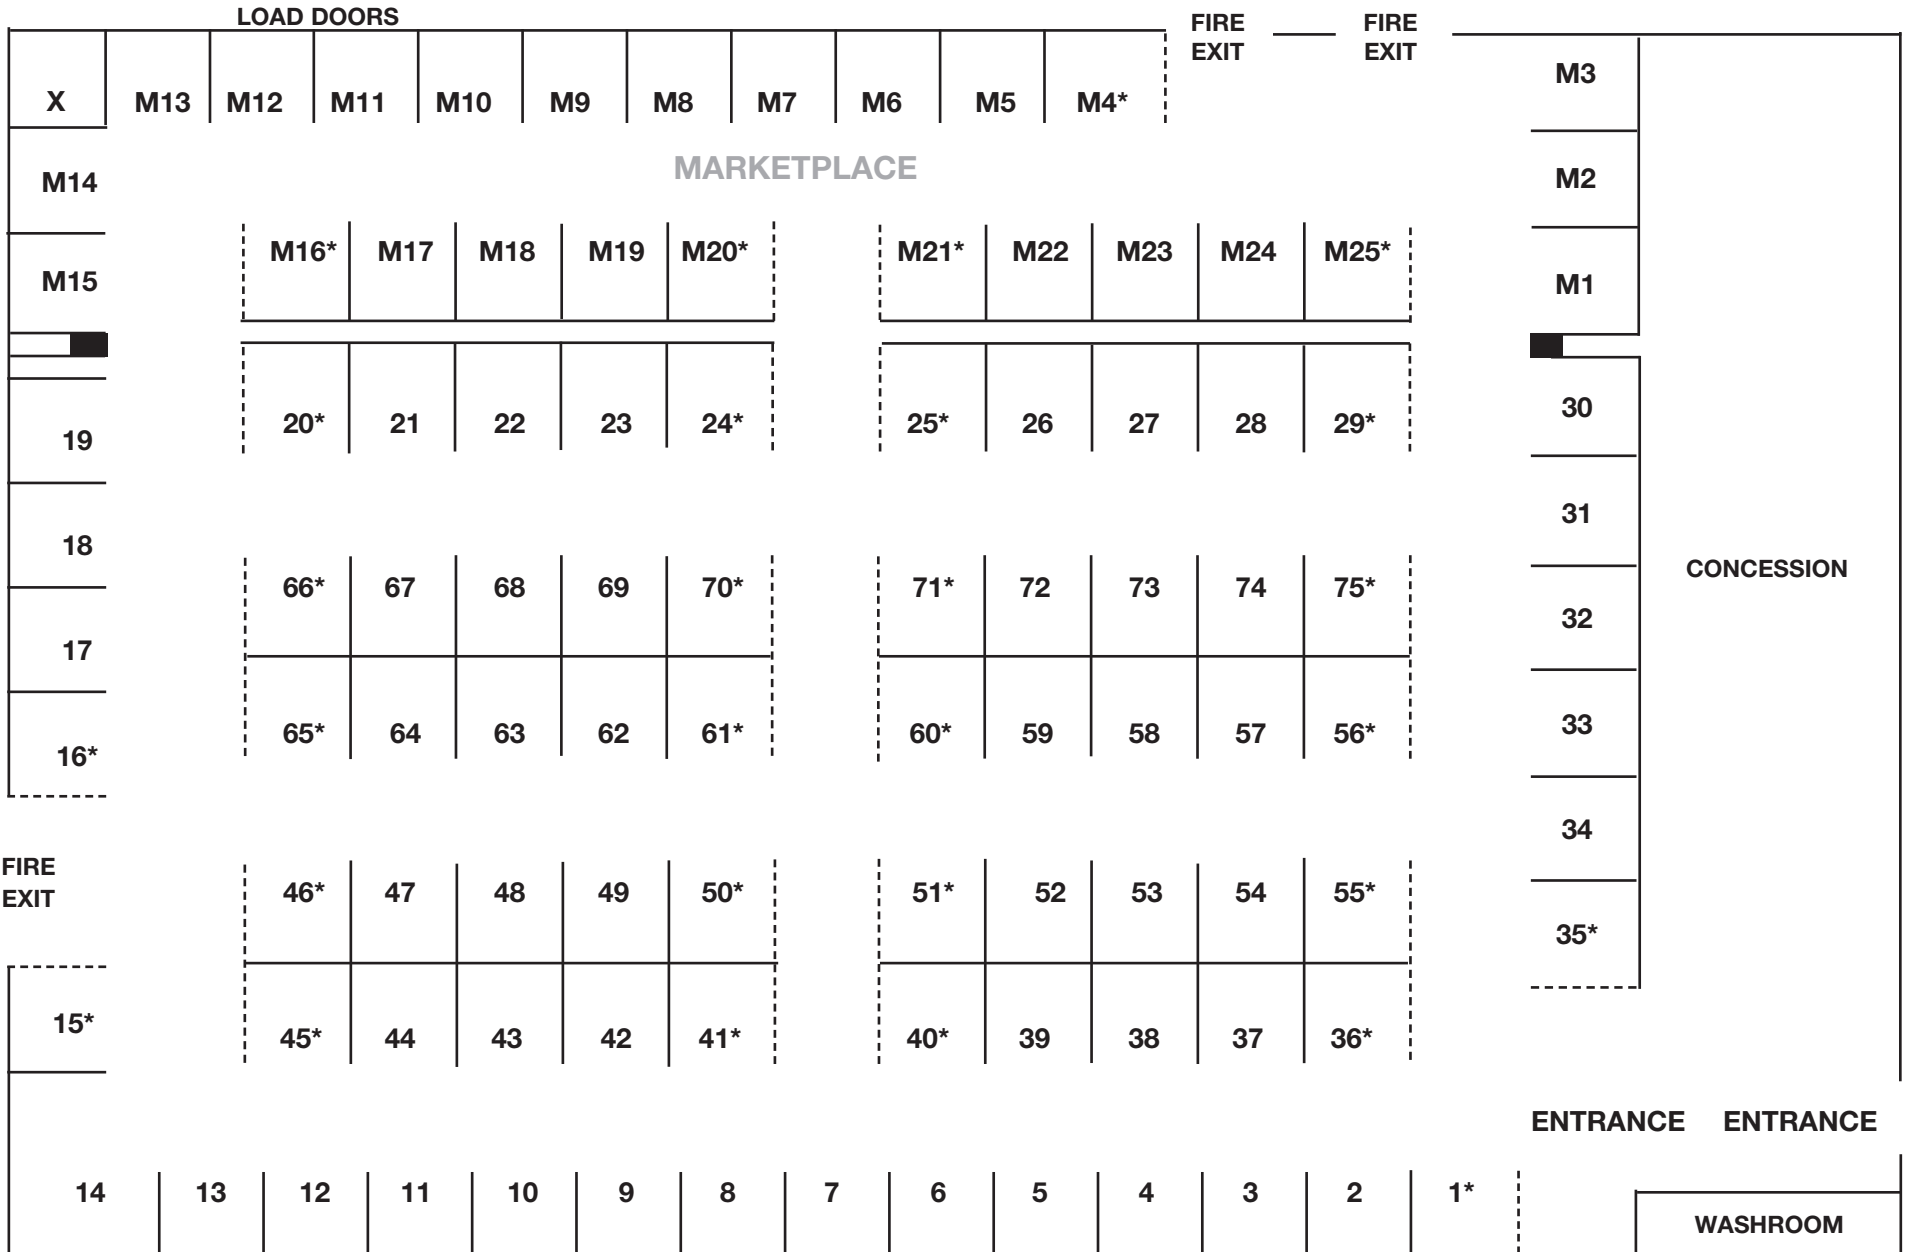 LOAD DOORS
FIRE EXIT
FIRE EXIT
X M13 M12 M11 M10 M9 M8 M7 M6 M5 M4* M3
MARKETPLACE
M14 M2
M16* M17 M18 M19 M20* M21* M22 M23 M24 M25*
M15 M1
20* 21 22 23 24* 25* 26 27 28 29* 30
19
31
18
CONCESSION
66* 67 68 69 70* 71* 72 73 74 75*
32
17
65* 64 63 62 61* 60* 59 58 57 56* 33
16*
34
FIRE
EXIT
46* 47 48 49 50* 51* 52 53 54 55*
35*
15*
45* 44 43 42 41* 40* 39 38 37 36*
ENTRANCE ENTRANCE
14 13 12 11 10 9 8 7 6 5 4 3 2 1*
WASHROOM